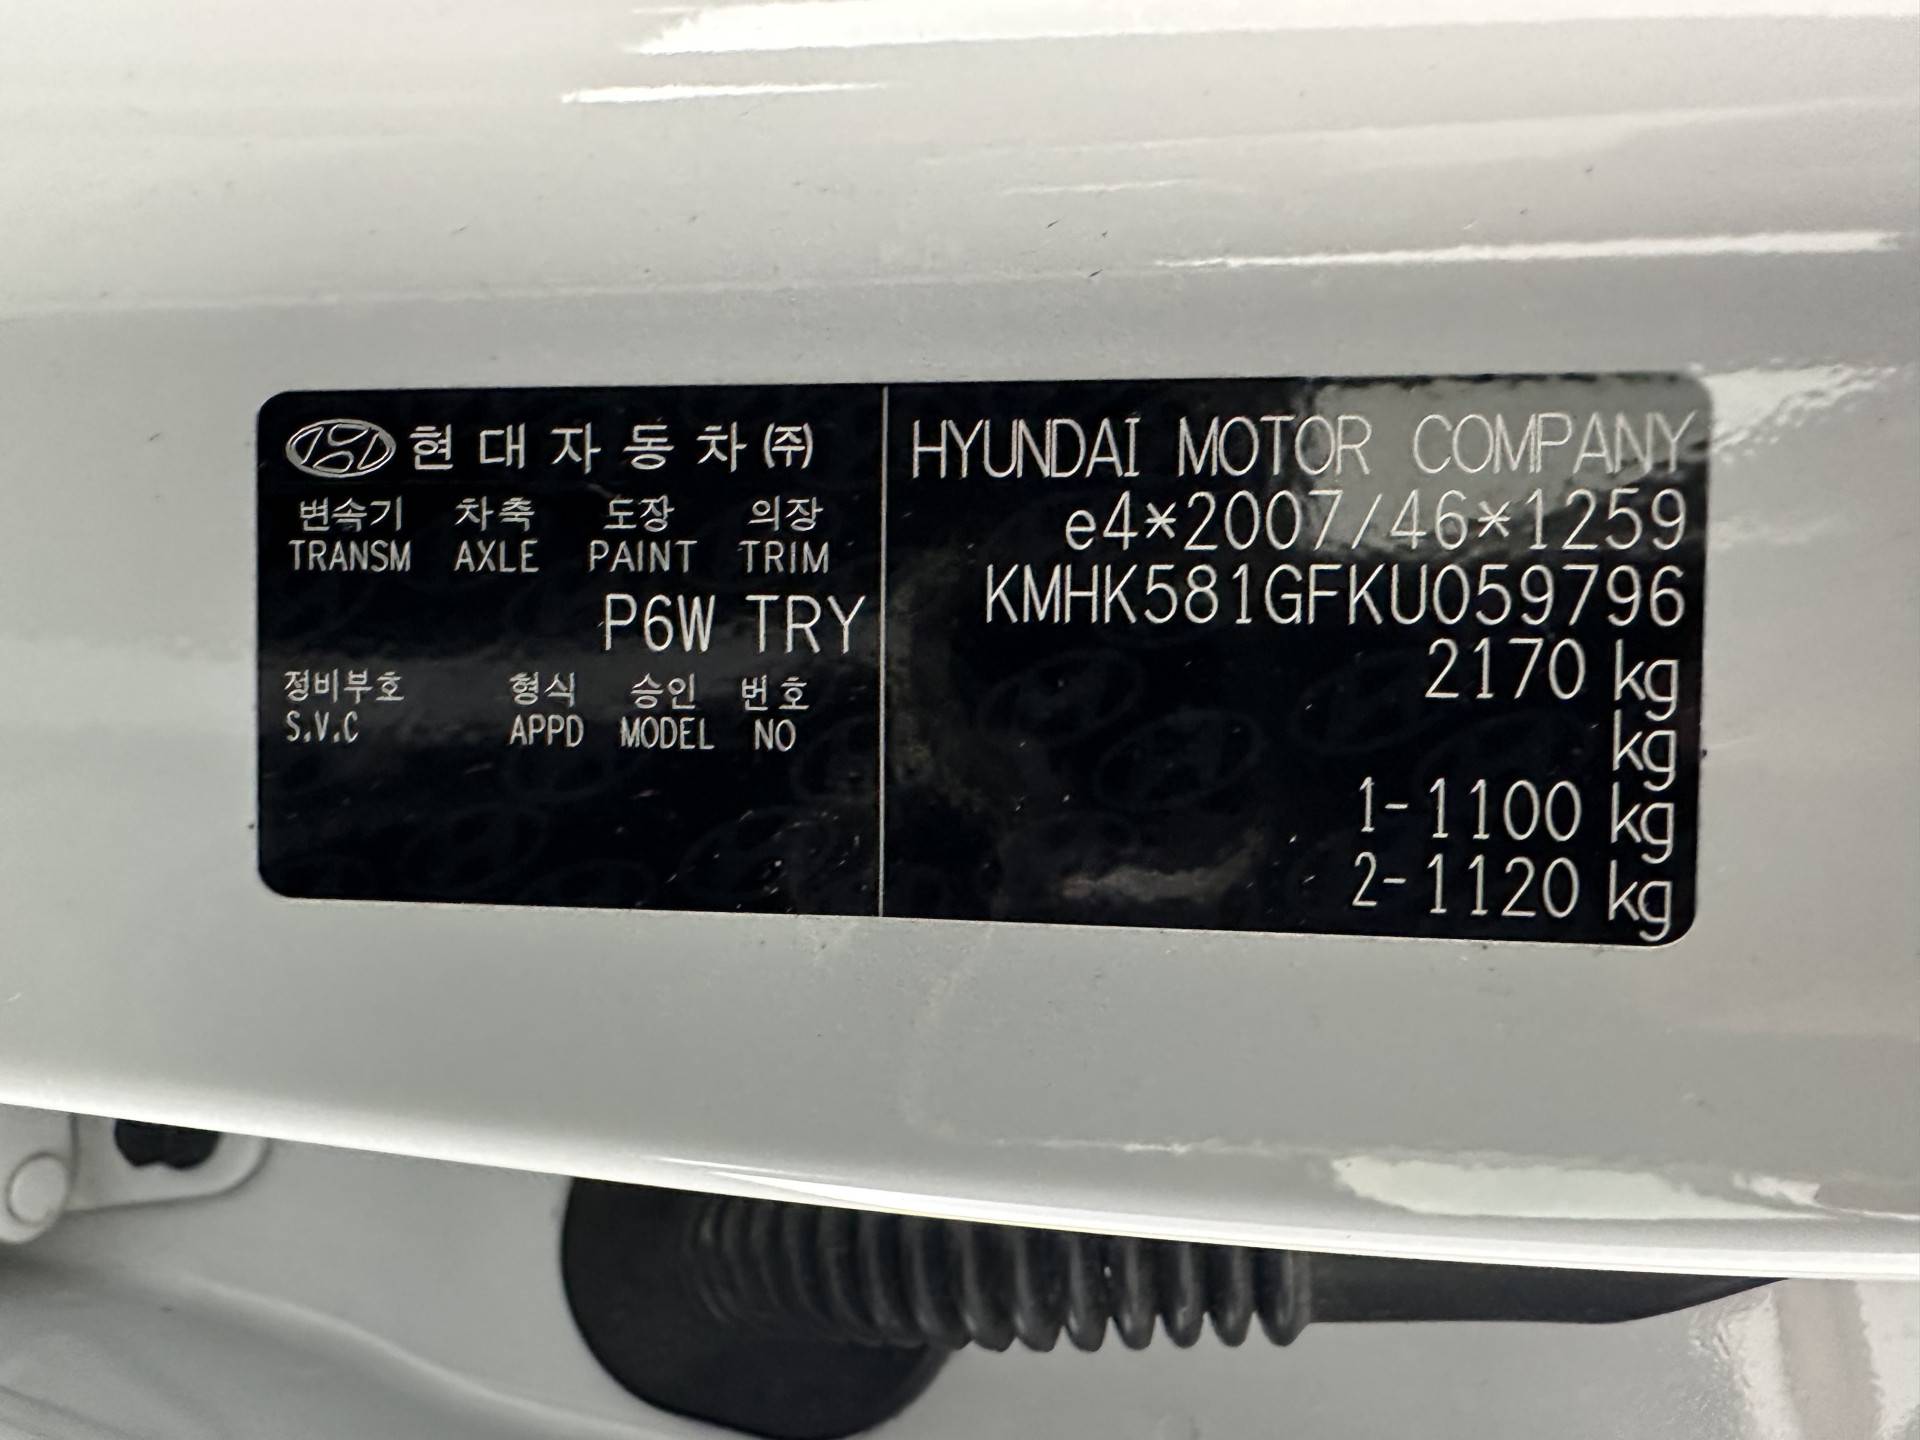 현대자동차(주)
변속기 차축 도장 의장
TRANSM AXLE PAINT TRIM
P6W TRY
정비부호 형식 승인 번호
S.V.C APPD MODEL NO
HYUNDAI MOTOR COMPANY
e4*2007/46*1259
KMHK581GFKU059796
2170 kg
kg
1-1100 kg
2-1120 kg